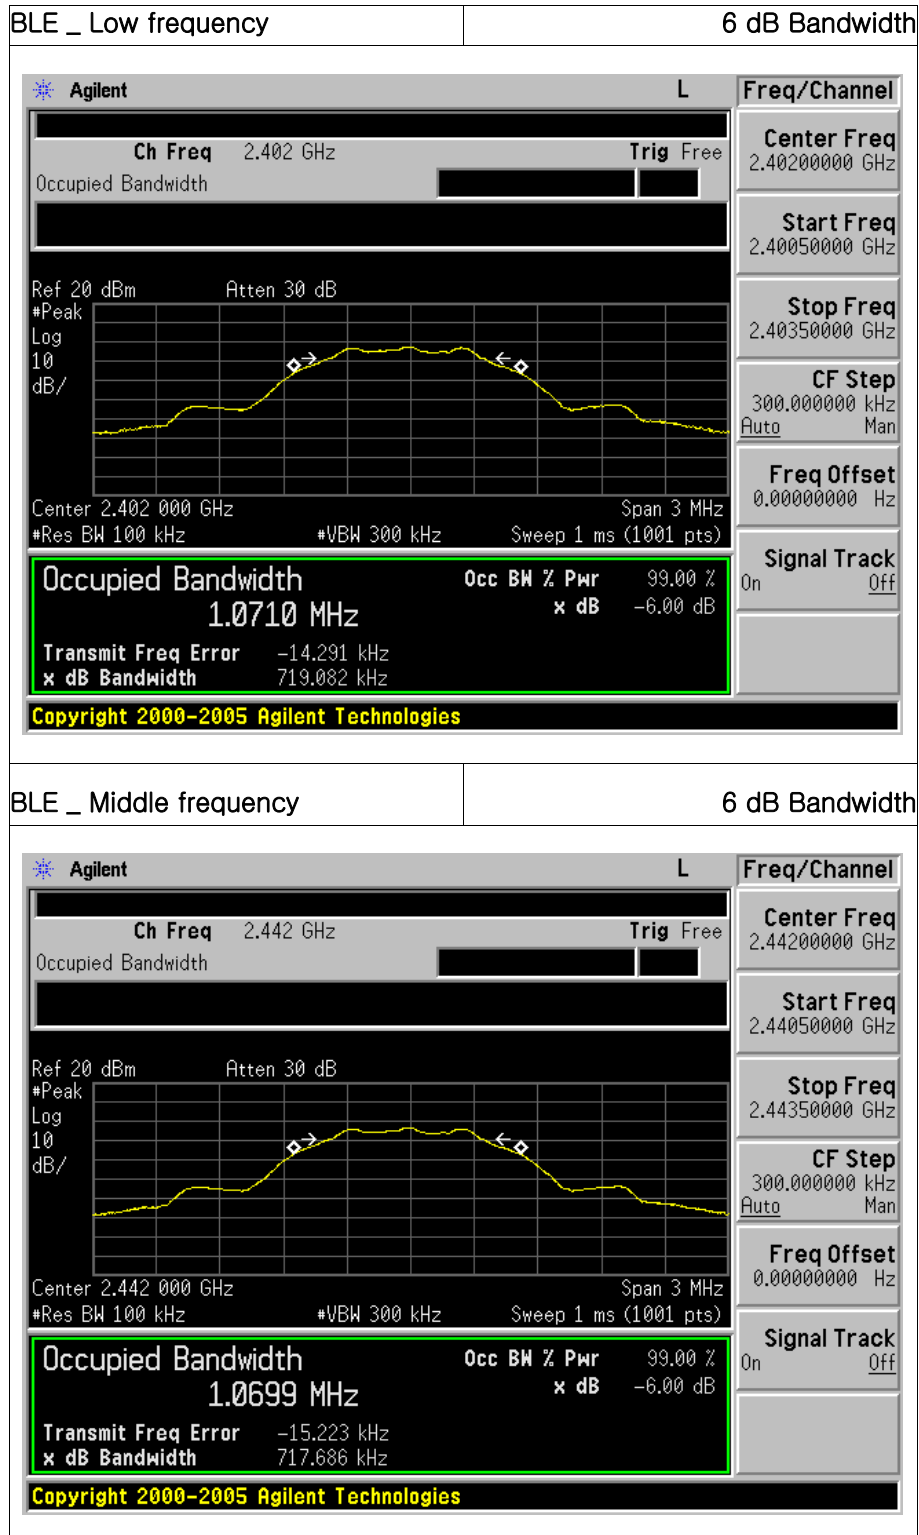 BLE _ Low frequency 6 dB Bandwidth
Agilent L Freq/Channel
Ch Freq 2.402 GHz Trig Free
Occupied Bandwidth
Center Freq
2.40200000 GHz
Start Freq
2.40050000 GHz
Stop Freq
2.40350000 GHz
CF Step
300.000000 kHz
Auto Man
Freq Offset
0.00000000 Hz
Signal Track
On Off
Ref 20 dBm Atten 30 dB
#Peak
Log
10
dB/
Center 2.402 000 GHz Span 3 MHz
#Res BW 100 kHz #VBW 300 kHz Sweep 1 ms (1001 pts)
Occupied Bandwidth Occ BW % Pwr 99.00 %
1.0710 MHz x dB -6.00 dB
Transmit Freq Error -14.291 kHz
x dB Bandwidth 719.082 kHz
Copyright 2000-2005 Agilent Technologies
BLE _ Middle frequency 6 dB Bandwidth
Agilent L Freq/Channel
Ch Freq 2.442 GHz Trig Free
Occupied Bandwidth
Center Freq
2.44200000 GHz
Start Freq
2.44050000 GHz
Stop Freq
2.44350000 GHz
CF Step
300.000000 kHz
Auto Man
Freq Offset
0.00000000 Hz
Signal Track
On Off
Ref 20 dBm Atten 30 dB
#Peak
Log
10
dB/
Center 2.442 000 GHz Span 3 MHz
#Res BW 100 kHz #VBW 300 kHz Sweep 1 ms (1001 pts)
Occupied Bandwidth Occ BW % Pwr 99.00 %
1.0699 MHz x dB -6.00 dB
Transmit Freq Error -15.223 kHz
x dB Bandwidth 717.686 kHz
Copyright 2000-2005 Agilent Technologies